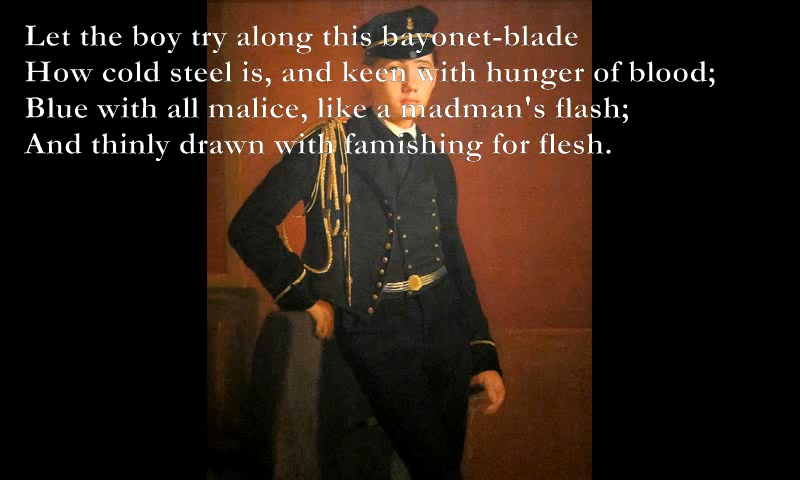 Let the boy try along this bayonet-blade
How cold steel is, and keen with hunger of blood;
Blue with all malice, like a madman's flash;
And thinly drawn with famishing for flesh.